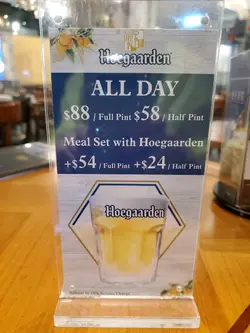 Hoegaarden
ALL DAY
$88 / Full Pint $58 / Half Pint
Meal Set with Hoegaarden
+$54 / Full Pint +$24 / Half Pint
Hoegaarden